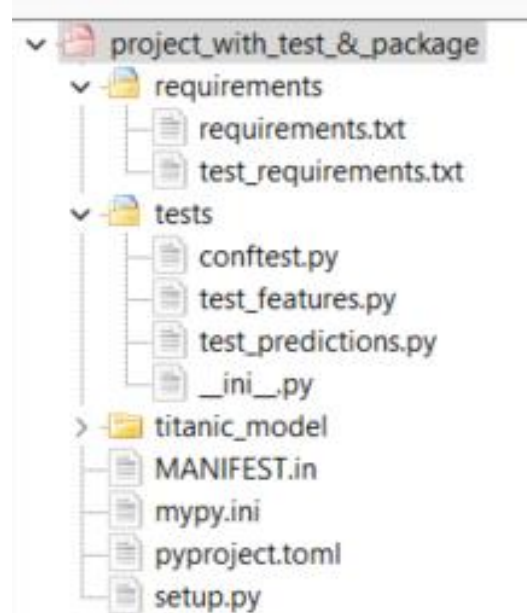 project_with_test_&_package
requirements
requirements.txt
test_requirements.txt
tests
conftest.py
test_features.py
test_predictions.py
__ini__.py
titanic_model
MANIFEST.in
mypy.ini
pyproject.toml
setup.py